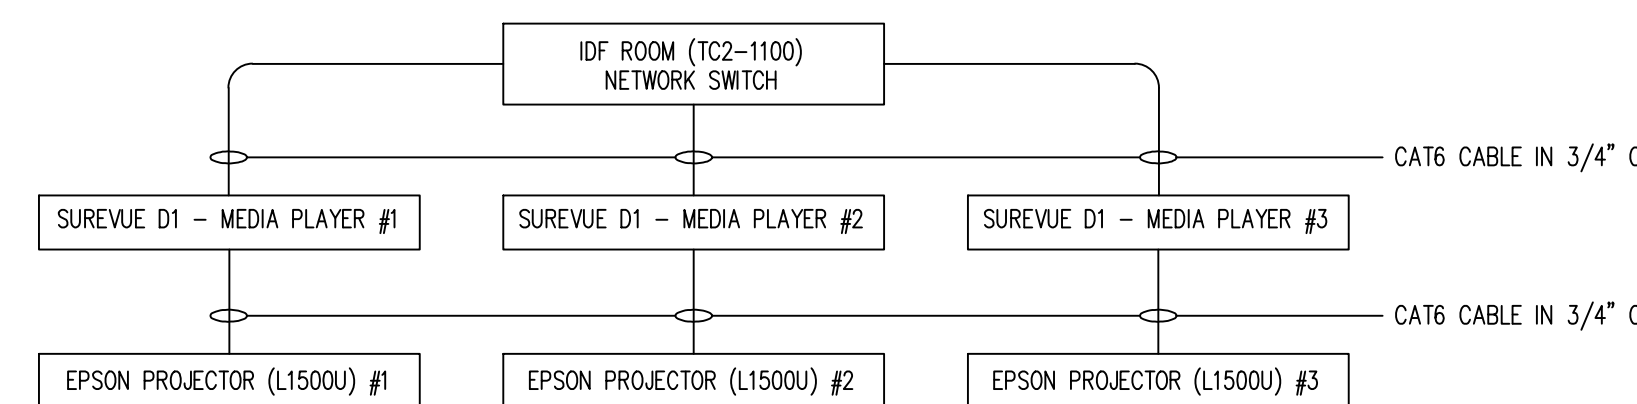 IDF ROOM (TC2-1100)
NETWORK SWITCH
CAT6 CABLE IN 3/4"
SUREVUE D1 - MEDIA PLAYER #1
SUREVUE D1 - MEDIA PLAYER #2
SUREVUE D1 - MEDIA PLAYER #3
CAT6 CABLE IN 3/4"
EPSON PROJECTOR (L1500U) #1
EPSON PROJECTOR (L1500U) #2
EPSON PROJECTOR (L1500U) #3